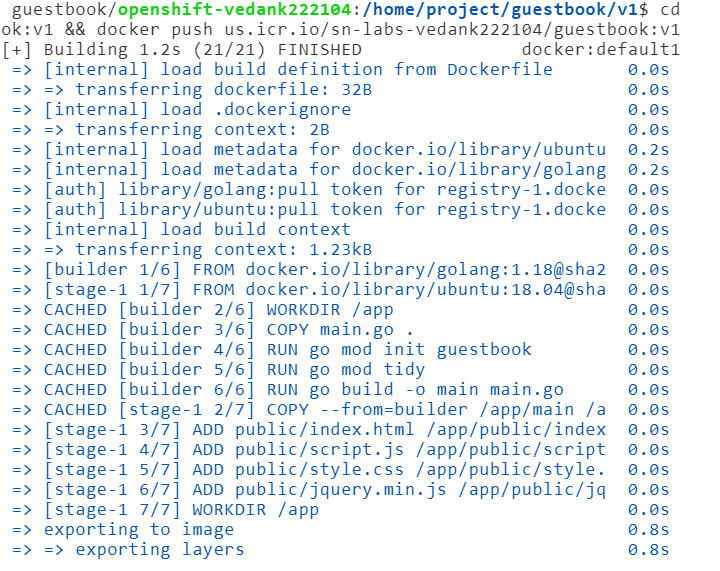 guestbook/openshift-vedank222104:/home/project/guestbook/v1$ cd
ok:v1 && docker push us.icr.io/sn-labs-vedank222104/guestbook:v1
[+] Building 1.2s (21/21) FINISHED docker:default1
=> [internal] load build definition from Dockerfile 0.0s
=> => transferring dockerfile: 32B 0.0s
=> [internal] load .dockerignore 0.0s
=> => transferring context: 2B 0.0s
=> [internal] load metadata for docker.io/library/ubuntu 0.2s
=> [internal] load metadata for docker.io/library/golang 0.2s
=> [auth] library/golang:pull token for registry-1.docke 0.0s
=> [auth] library/ubuntu:pull token for registry-1.docke 0.0s
=> [internal] load build context 0.0s
=> => transferring context: 1.23kB 0.0s
=> [builder 1/6] FROM docker.io/library/golang:1.18@sha2 0.0s
=> [stage-1 1/7] FROM docker.io/library/ubuntu:18.04@sha 0.0s
=> CACHED [builder 2/6] WORKDIR /app 0.0s
=> CACHED [builder 3/6] COPY main.go . 0.0s
=> CACHED [builder 4/6] RUN go mod init guestbook 0.0s
=> CACHED [builder 5/6] RUN go mod tidy 0.0s
=> CACHED [builder 6/6] RUN go build -o main main.go 0.0s
=> CACHED [stage-1 2/7] COPY --from=builder /app/main /a 0.0s
=> [stage-1 3/7] ADD public/index.html /app/public/index 0.0s
=> [stage-1 4/7] ADD public/script.js /app/public/script 0.0s
=> [stage-1 5/7] ADD public/style.css /app/public/style. 0.0s
=> [stage-1 6/7] ADD public/jquery.min.js /app/public/jq 0.0s
=> [stage-1 7/7] WORKDIR /app 0.0s
=> exporting to image 0.8s
=> => exporting layers 0.8s